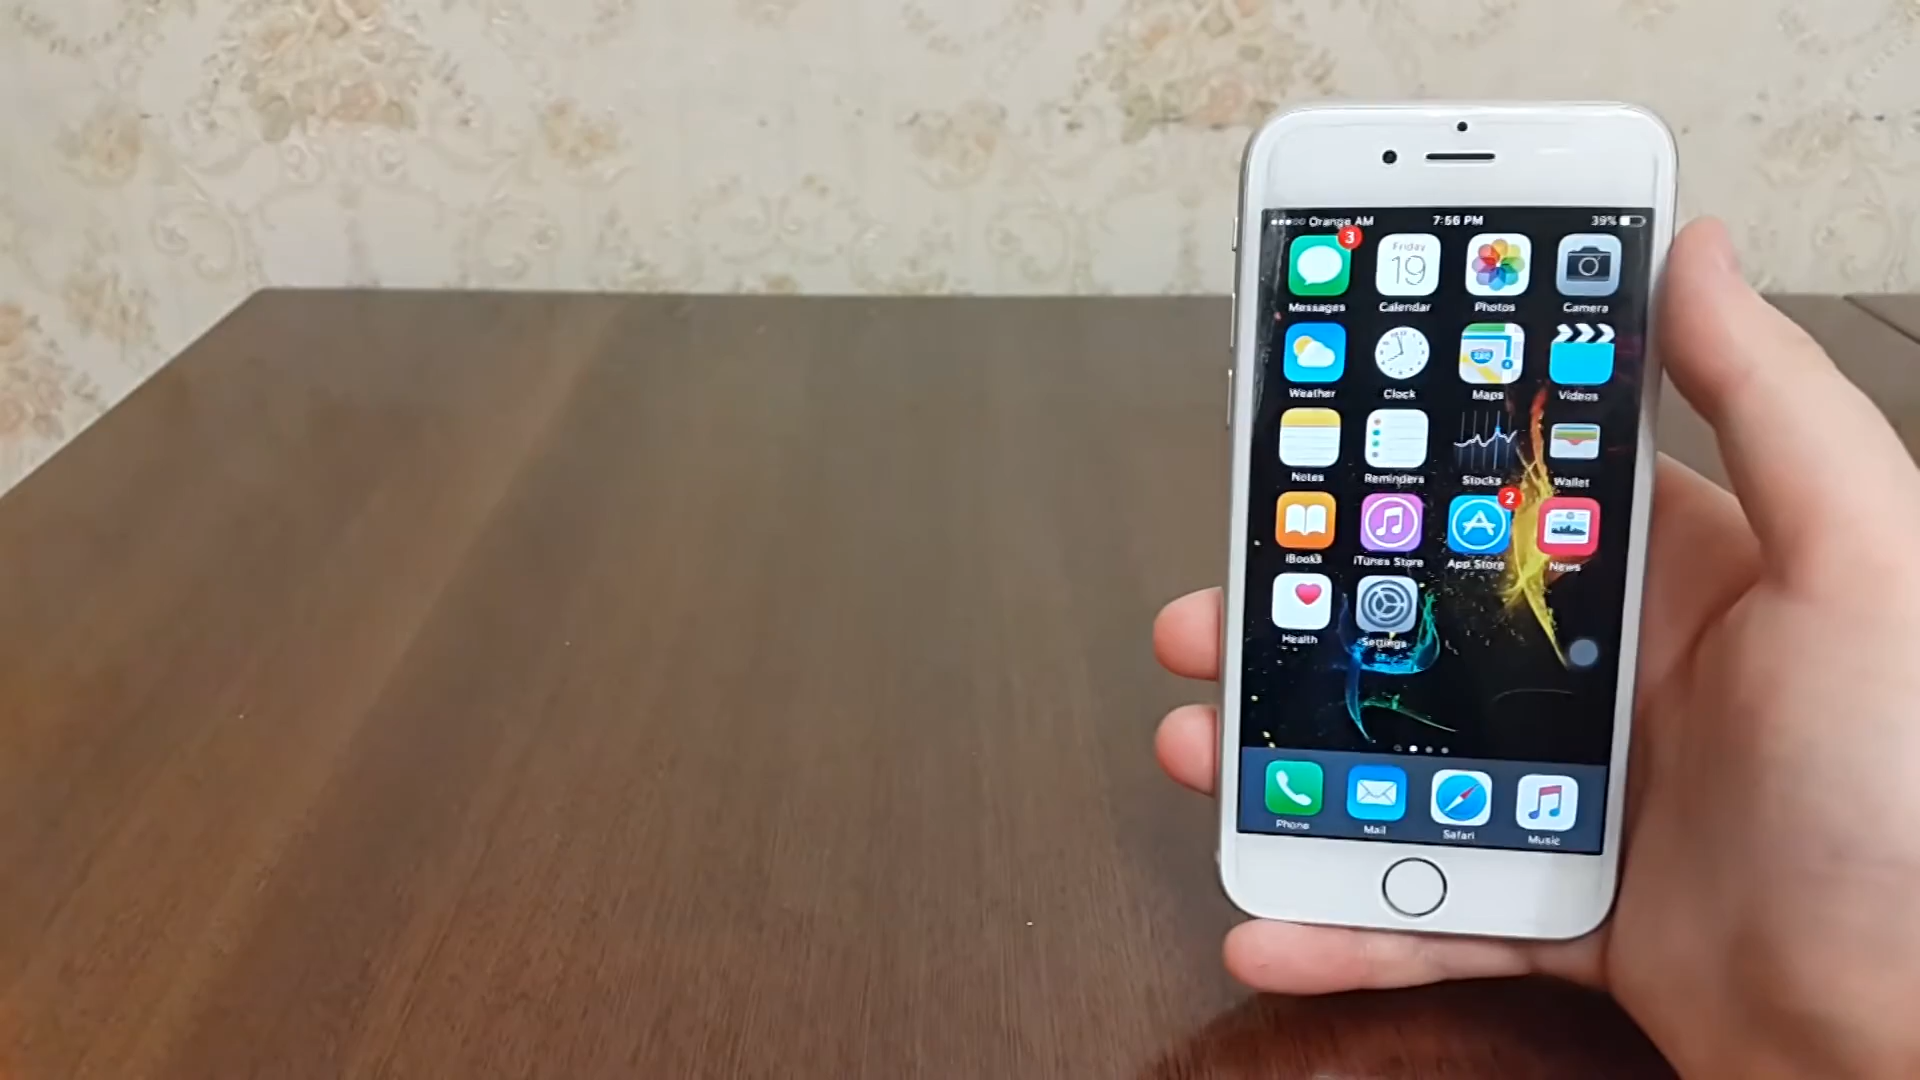 Orange AM 7:56 PM 39%
3
Friday
19
Messages Calendar Photos Camera
280
Weather Clock Maps Videos
Notes Reminders Stocks Wallet
2
iBooks iTunes Store App Store News
Health Settings
Phone Mail Safari Music